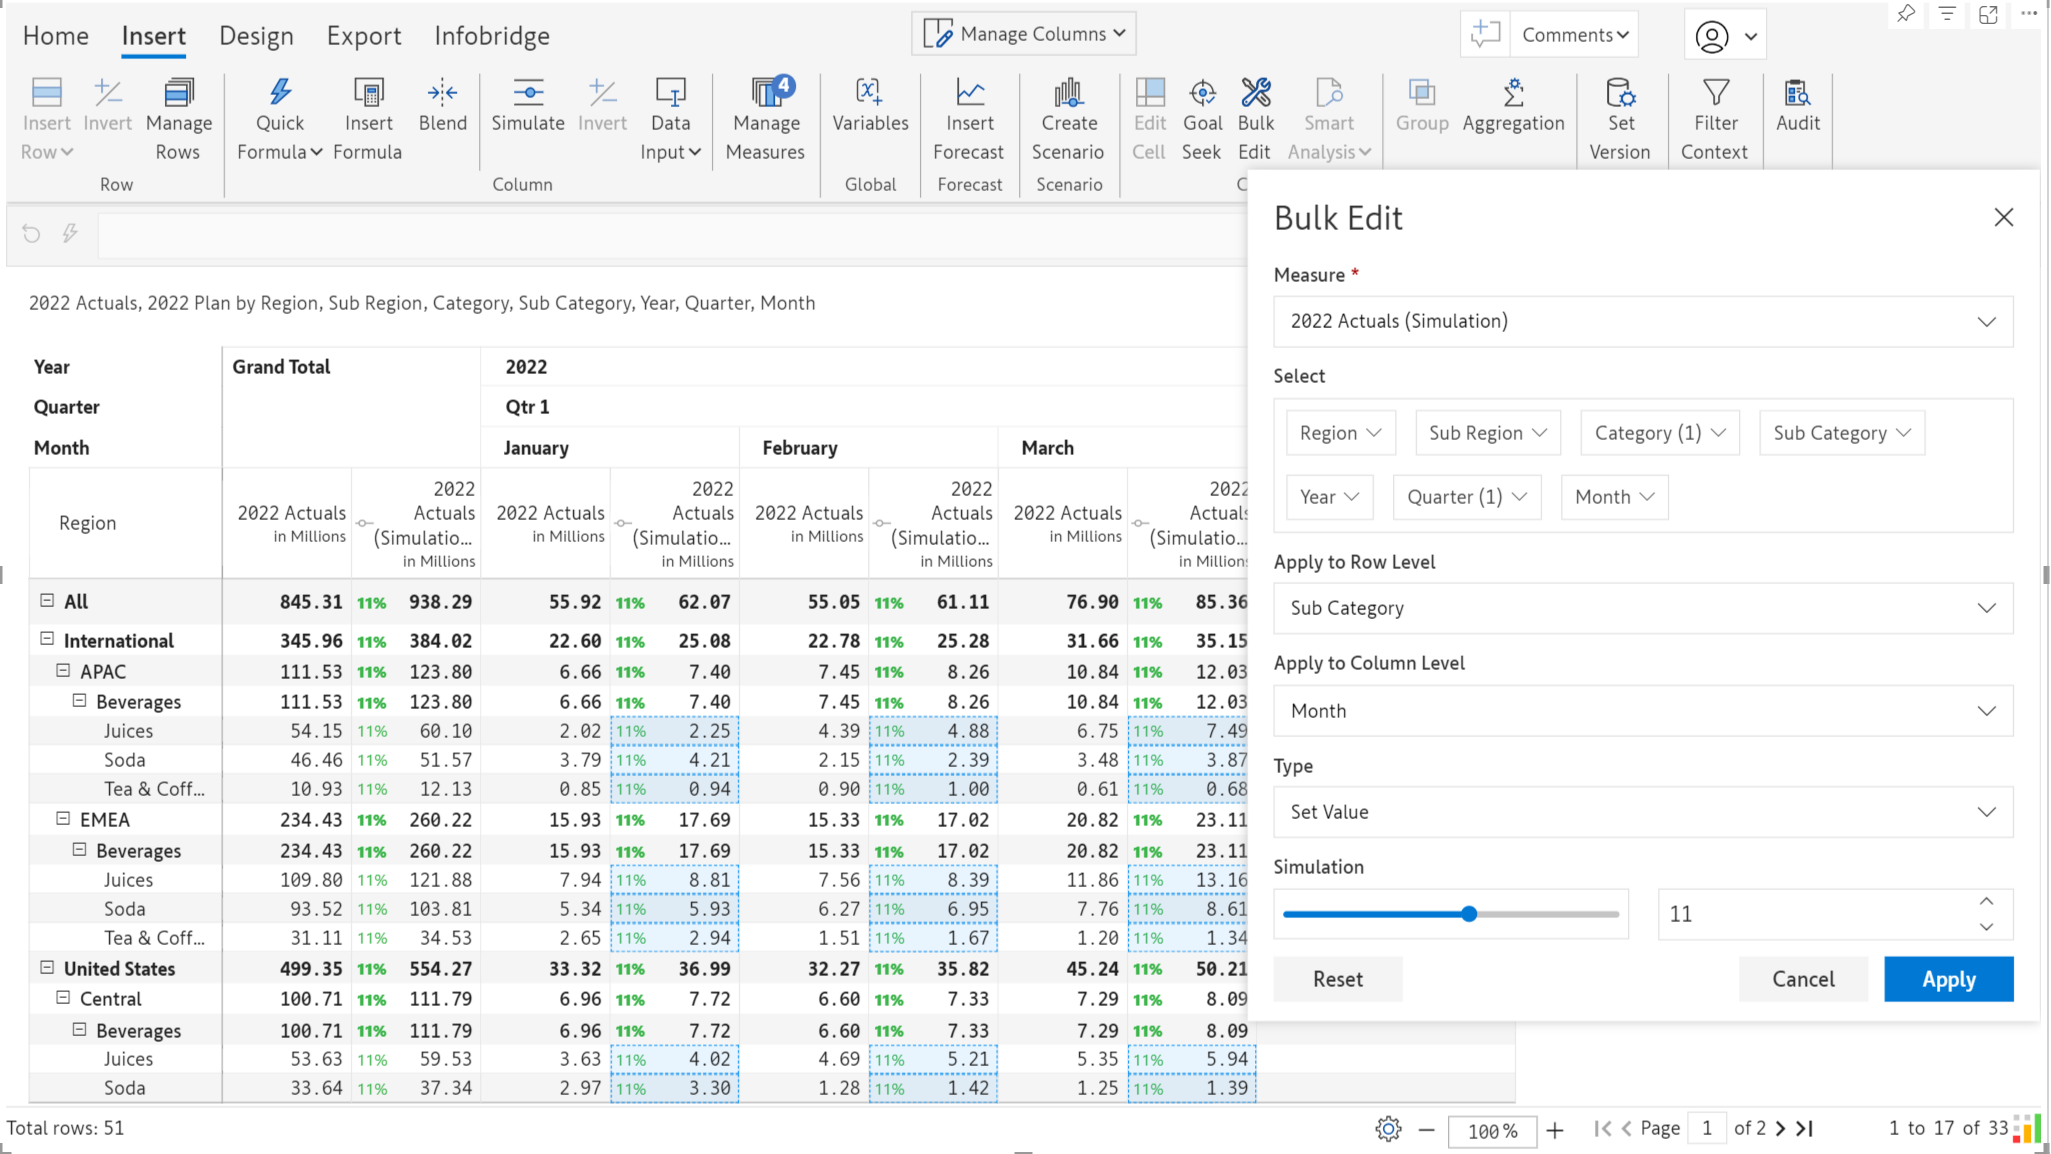 Home Insert Design Export Infobridge Manage Columns Comments
Insert Row Invert Manage Rows Quick Formula Insert Formula Blend Simulate Invert Data Input 4 Manage Measures Variables Insert Forecast Create Scenario Edit Cell Goal Seek Bulk Edit Smart Analysis Group Aggregation Set Version Filter Context Audit
Row Column Global Forecast Scenario
2022 Actuals, 2022 Plan by Region, Sub Region, Category, Sub Category, Year, Quarter, Month
Year Grand Total 2022
Quarter Qtr 1
Month January February March
Region 2022 Actuals in Millions 2022 Actuals (Simulatio... in Millions 2022 Actuals in Millions 2022 Actuals (Simulatio... in Millions 2022 Actuals in Millions 2022 Actuals (Simulatio... in Millions 2022 Actuals in Millions 2022 Actuals (Simulatio... in Millions
All 845.31 11% 938.29 55.92 11% 62.07 55.05 11% 61.11 76.90 11% 85.36
International 345.96 11% 384.02 22.60 11% 25.08 22.78 11% 25.28 31.66 11% 35.15
APAC 111.53 11% 123.80 6.66 11% 7.40 7.45 11% 8.26 10.84 11% 12.03
Beverages 111.53 11% 123.80 6.66 11% 7.40 7.45 11% 8.26 10.84 11% 12.03
Juices 54.15 11% 60.10 2.02 11% 2.25 4.39 11% 4.88 6.75 11% 7.49
Soda 46.46 11% 51.57 3.79 11% 4.21 2.15 11% 2.39 3.48 11% 3.87
Tea & Coff... 10.93 11% 12.13 0.85 11% 0.94 0.90 11% 1.00 0.61 11% 0.68
EMEA 234.43 11% 260.22 15.93 11% 17.69 15.33 11% 17.02 20.82 11% 23.11
Beverages 234.43 11% 260.22 15.93 11% 17.69 15.33 11% 17.02 20.82 11% 23.11
Juices 109.80 11% 121.88 7.94 11% 8.81 7.56 11% 8.39 11.86 11% 13.16
Soda 93.52 11% 103.81 5.34 11% 5.93 6.27 11% 6.95 7.76 11% 8.61
Tea & Coff... 31.11 11% 34.53 2.65 11% 2.94 1.51 11% 1.67 1.20 11% 1.34
United States 499.35 11% 554.27 33.32 11% 36.99 32.27 11% 35.82 45.24 11% 50.21
Central 100.71 11% 111.79 6.96 11% 7.72 6.60 11% 7.33 7.29 11% 8.09
Beverages 100.71 11% 111.79 6.96 11% 7.72 6.60 11% 7.33 7.29 11% 8.09
Juices 53.63 11% 59.53 3.63 11% 4.02 4.69 11% 5.21 5.35 11% 5.94
Soda 33.64 11% 37.34 2.97 11% 3.30 1.28 11% 1.42 1.25 11% 1.39
Bulk Edit
Measure *
2022 Actuals (Simulation)
Select
Region Sub Region Category (1) Sub Category
Year Quarter (1) Month
Apply to Row Level
Sub Category
Apply to Column Level
Month
Type
Set Value
Simulation
11
Reset Cancel Apply
Total rows: 51 100% Page 1 of 2 1 to 17 of 33